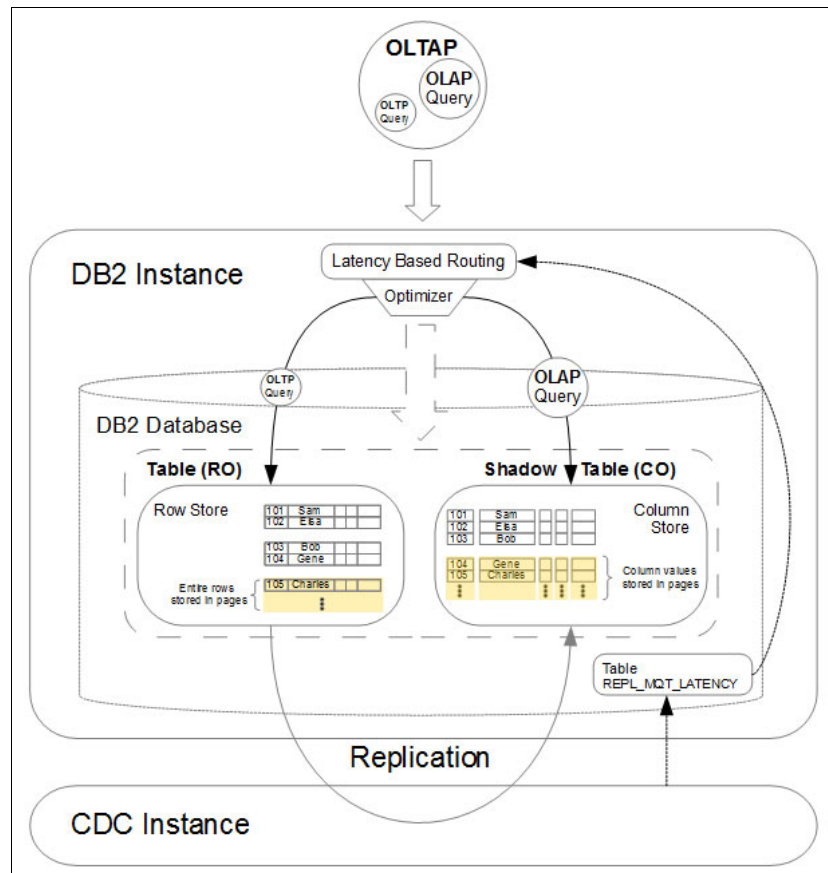 OLTAP
OLAP
Query
OLTP
Query
DB2 Instance
Latency Based Routing
Optimizer
OLTP
Query
OLAP
Query
DB2 Database
Table (RO)
Shadow Table (CO)
Row Store
101 Sam
102 Elsa
103 Bob
104 Gene
105 Charles
Entire rows
stored in pages
Column
Store
101 Sam
102 Elsa
103 Bob
104 Gene
105 Charles
Column values
stored in pages
Table
REPL_MQT_LATENCY
Replication
CDC Instance